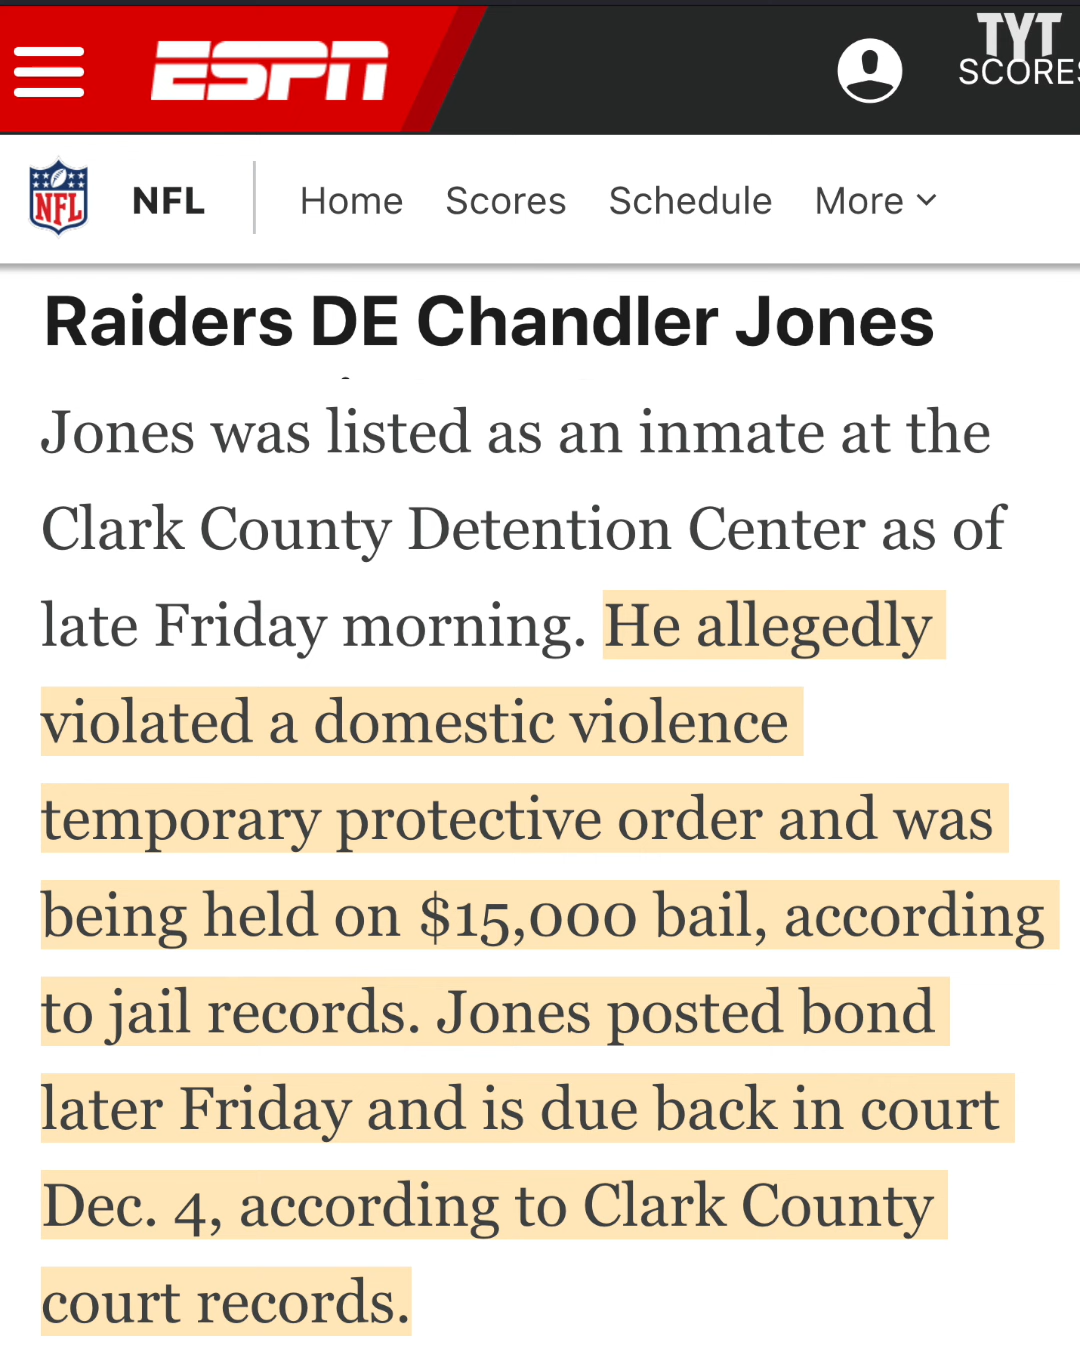 ESPN
TYT
SCORES
NFL
NFL Home Scores Schedule More
Raiders DE Chandler Jones
Jones was listed as an inmate at the
Clark County Detention Center as of
late Friday morning. He allegedly
violated a domestic violence
temporary protective order and was
being held on $15,000 bail, according
to jail records. Jones posted bond
later Friday and is due back in court
Dec. 4, according to Clark County
court records.